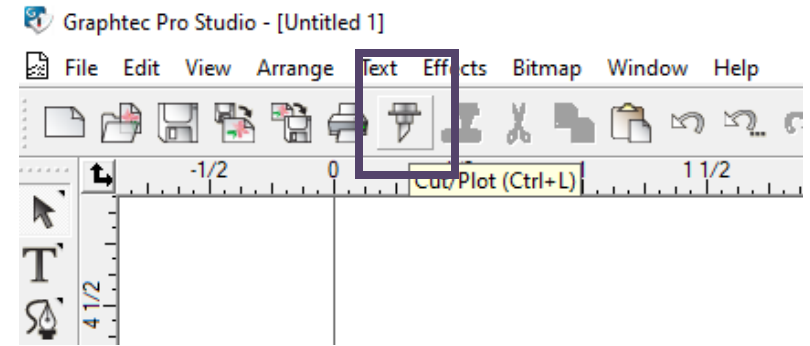 Graphtec Pro Studio - [Untitled 1]
File Edit View Arrange Text Effects Bitmap Window Help
-1/2 0 1 1/2
Cut/Plot (Ctrl+L)
T
4 1/2